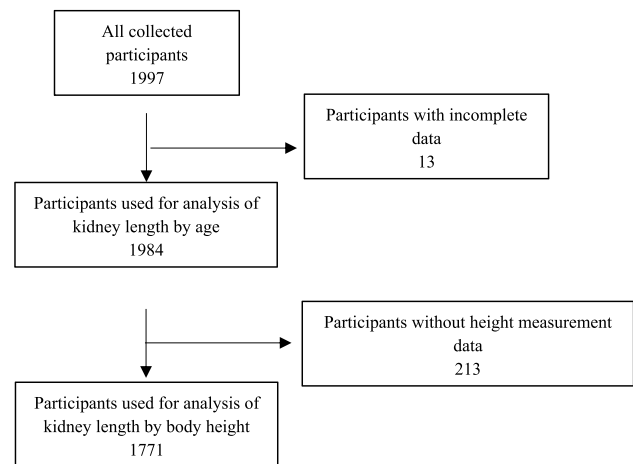 All collected
participants
1997
Participants with incomplete
data
13
Participants used for analysis of
kidney length by age
1984
Participants without height measurement
data
213
Participants used for analysis of
kidney length by body height
1771